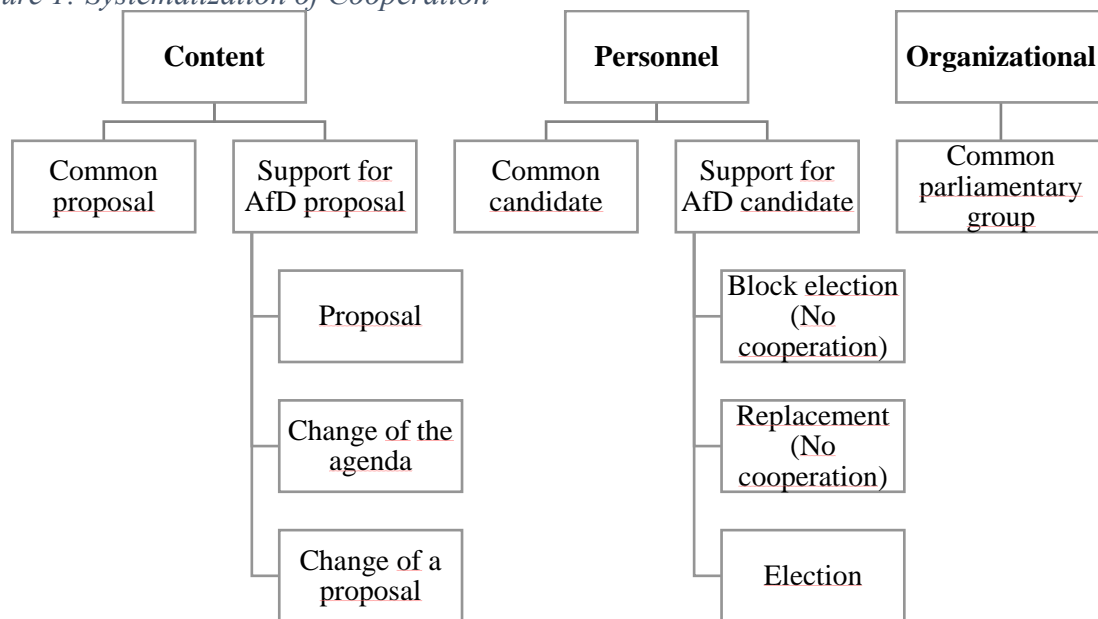 1: Systematization of Cooperation
Content
Personnel
Organizational
Common
proposal
Support for
AfD proposal
Common
candidate
Support for
AfD candidate
Common
parliamentary
group
Proposal
Block election
(No
cooperation)
Change of the
agenda
Replacement
(No
cooperation)
Change of a
proposal
Election